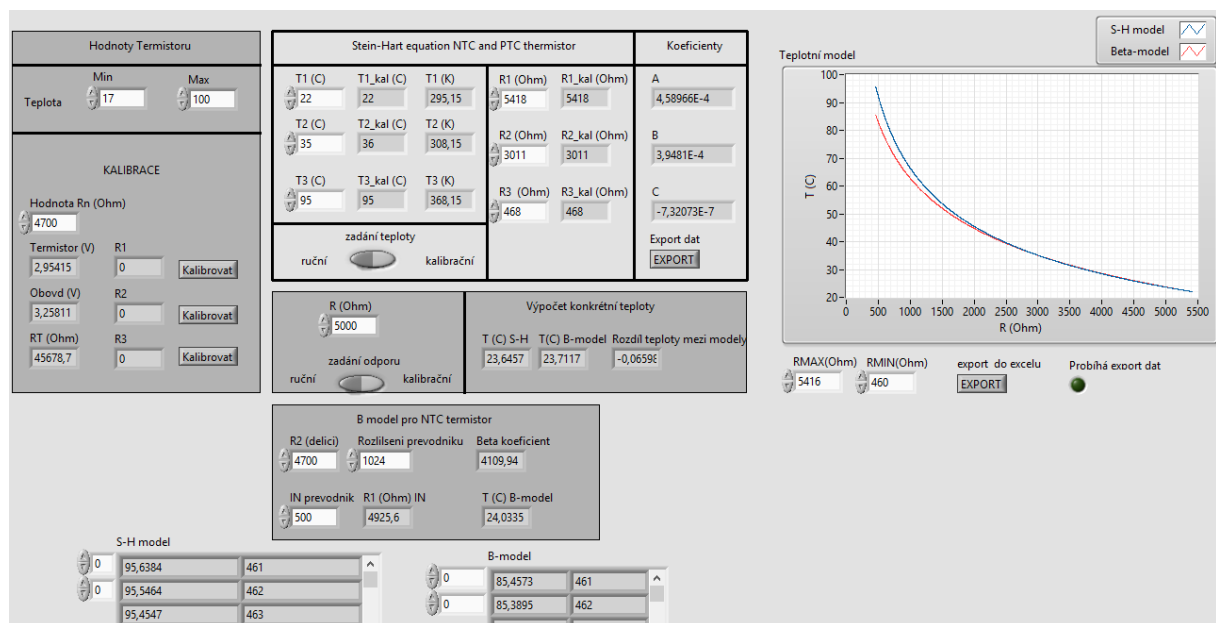 Hodnoty Termistoru
Min Max
Teplota 17 100
KALIBRACE
Hodnota Rn (Ohm)
4700
Termistor (V) R1
2,95415 0 Kalibrovat
Obovd (V) R2
3,25811 0 Kalibrovat
RT (Ohm) R3
45678,7 0 Kalibrovat
Stein-Hart equation NTC and PTC thermistor
T1 (C) T1_kal (C) T1 (K) R1 (Ohm) R1_kal (Ohm)
22 22 295,15 5418 5418
T2 (C) T2_kal (C) T2 (K) R2 (Ohm) R2_kal (Ohm)
35 36 308,15 3011 3011
T3 (C) T3_kal (C) T3 (K) R3 (Ohm) R3_kal (Ohm)
95 95 368,15 468 468
zadání teploty
ruční kalibrační
Koeficienty
A
4,58966E-4
B
3,9481E-4
C
-7,32073E-7
Export dat
EXPORT
R (Ohm)
5000
zadání odporu
ruční kalibrační
Výpočet konkrétní teploty
T (C) S-H T(C) B-model Rozdíl teploty mezi modely
23,6457 23,7117 -0,06598
B model pro NTC termistor
R2 (delici) Rozlilseni prevodniku Beta koeficient
4700 1024 4109,94
IN prevodnik R1 (Ohm) IN T (C) B-model
500 4925,6 24,0335
S-H model
0 95,6384 461
0 95,5464 462
95,4547 463
B-model
0 85,4573 461
0 85,3895 462
S-H model
Beta-model
Teplotní model
100
90
80
70
60
50
40
30
20
T (C)
0 500 1000 1500 2000 2500 3000 3500 4000 4500 5000 5500
R (Ohm)
RMAX(Ohm) RMIN(Ohm) export do excelu Probíhá export dat
5416 460 EXPORT